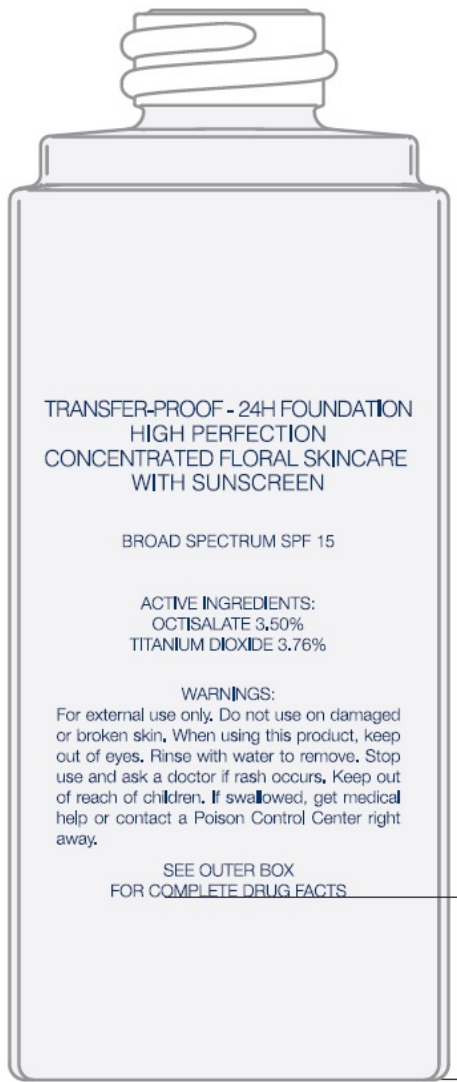 TRANSFER-PROOF - 24H FOUNDATION
HIGH PERFECTION
CONCENTRATED FLORAL SKINCARE
WITH SUNSCREEN
BROAD SPECTRUM SPF 15
ACTIVE INGREDIENTS:
OCTISALATE 3.50%
TITANIUM DIOXIDE 3.76%
WARNINGS:
For external use only. Do not use on damaged
or broken skin. When using this product, keep
out of eyes. Rinse with water to remove. Stop
use and ask a doctor if rash occurs. Keep out
of reach of children. If swallowed, get medical
help or contact a Poison Control Center right
away.
SEE OUTER BOX
FOR COMPLETE DRUG FACTS